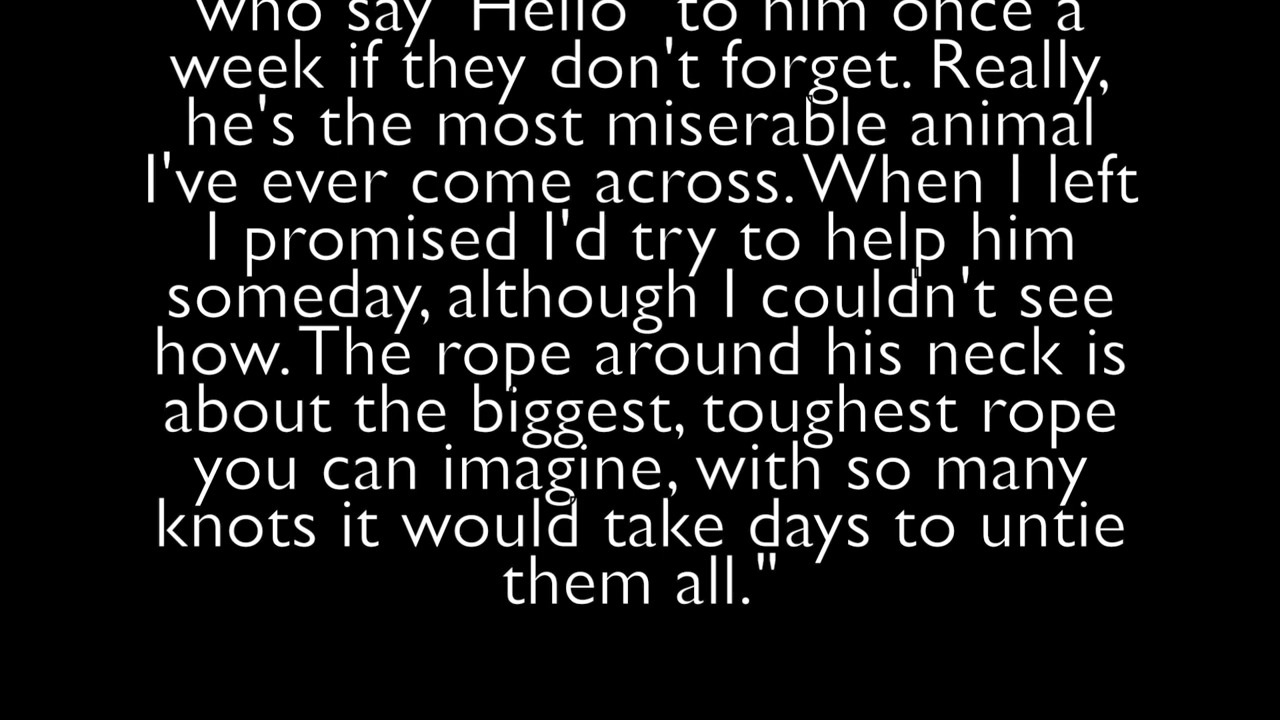 who say "Hello" to him once a
week if they don't forget. Really,
he's the most miserable animal
I've ever come across. When I left
I promised I'd try to help him
someday, although I couldn't see
how. The rope around his neck is
about the biggest, toughest rope
you can imagine, with so many
knots it would take days to untie
them all."